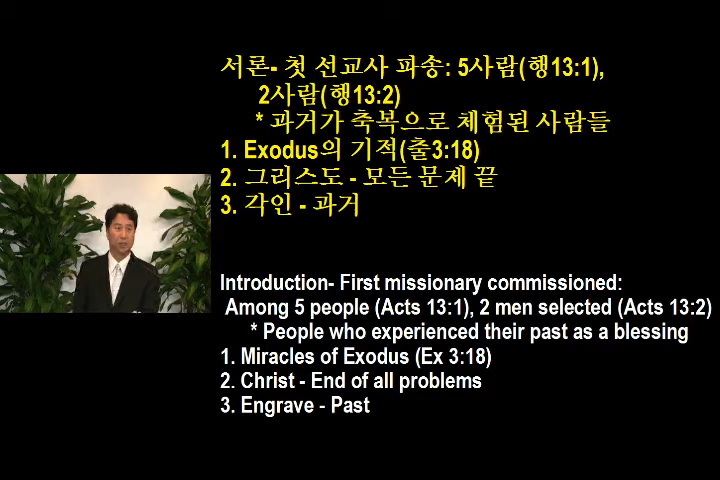 서론- 첫 선교사 파송: 5사람(행13:1),
2사람(행13:2)
* 과거가 축복으로 체험된 사람들
1. Exodus의 기적(출3:18)
2. 그리스도 - 모든 문제 끝
3. 각인 - 과거
Introduction- First missionary commissioned:
Among 5 people (Acts 13:1), 2 men selected (Acts 13:2)
* People who experienced their past as a blessing
1. Miracles of Exodus (Ex 3:18)
2. Christ - End of all problems
3. Engrave - Past